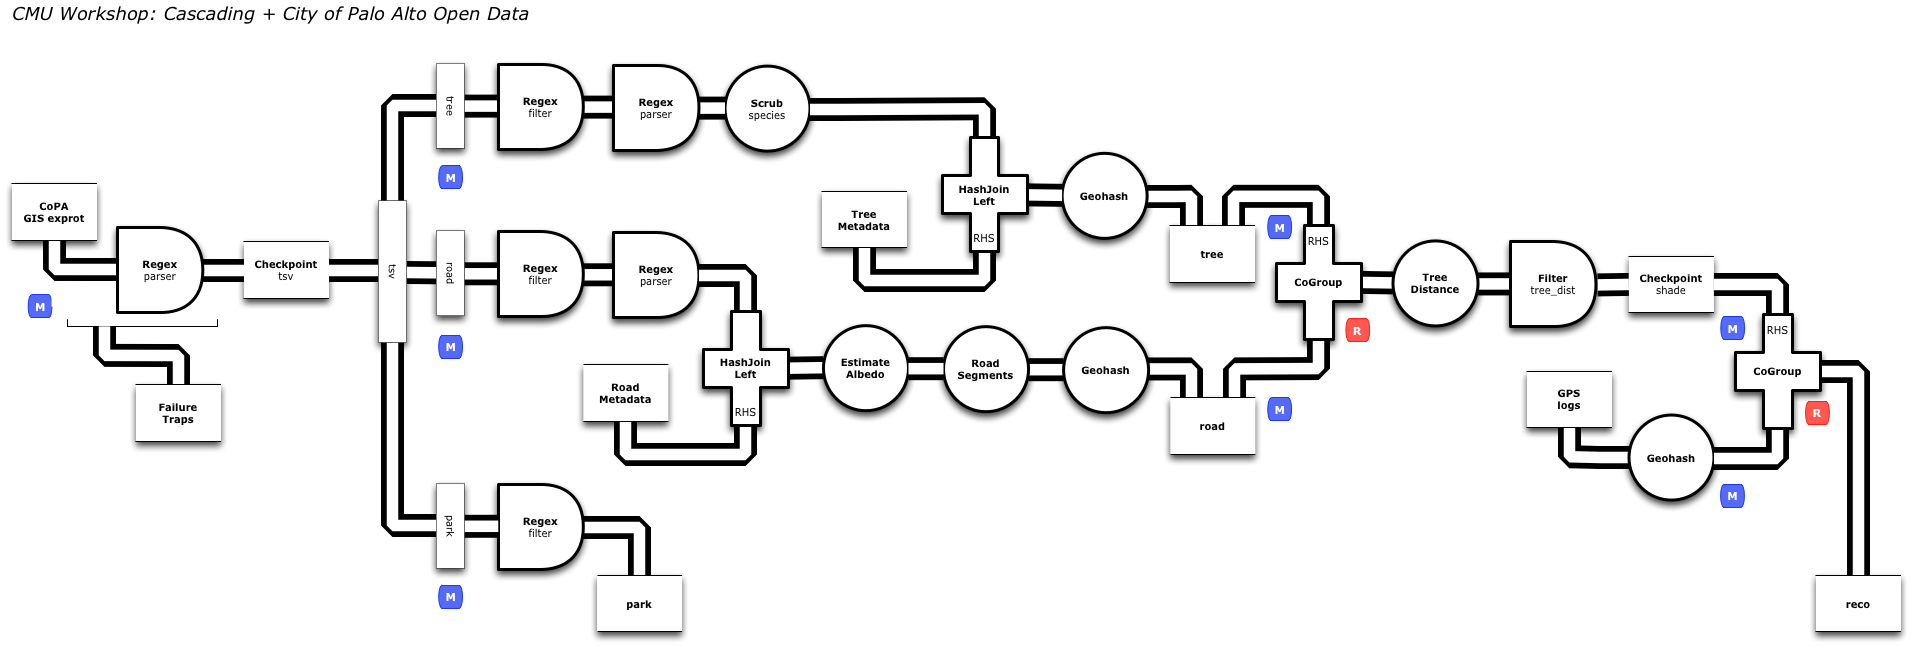 CMU Workshop: Cascading + City of Palo Alto Open Data
tree
Regex
filter
Regex
parser
Scrub
species
M
CoPA
GIS exprot
Regex
parser
Checkpoint
tsv
tsv
M
Failure
Traps
road
Regex
filter
Regex
parser
M
HashJoin
Left
RHS
Road
Metadata
Estimate
Albedo
Road
Segments
Geohash
road
M
park
Regex
filter
M
park
Tree
Metadata
HashJoin
Left
RHS
Geohash
tree
M
RHS
CoGroup
R
Tree
Distance
Filter
tree_dist
Checkpoint
shade
M
RHS
CoGroup
R
GPS
logs
Geohash
M
reco